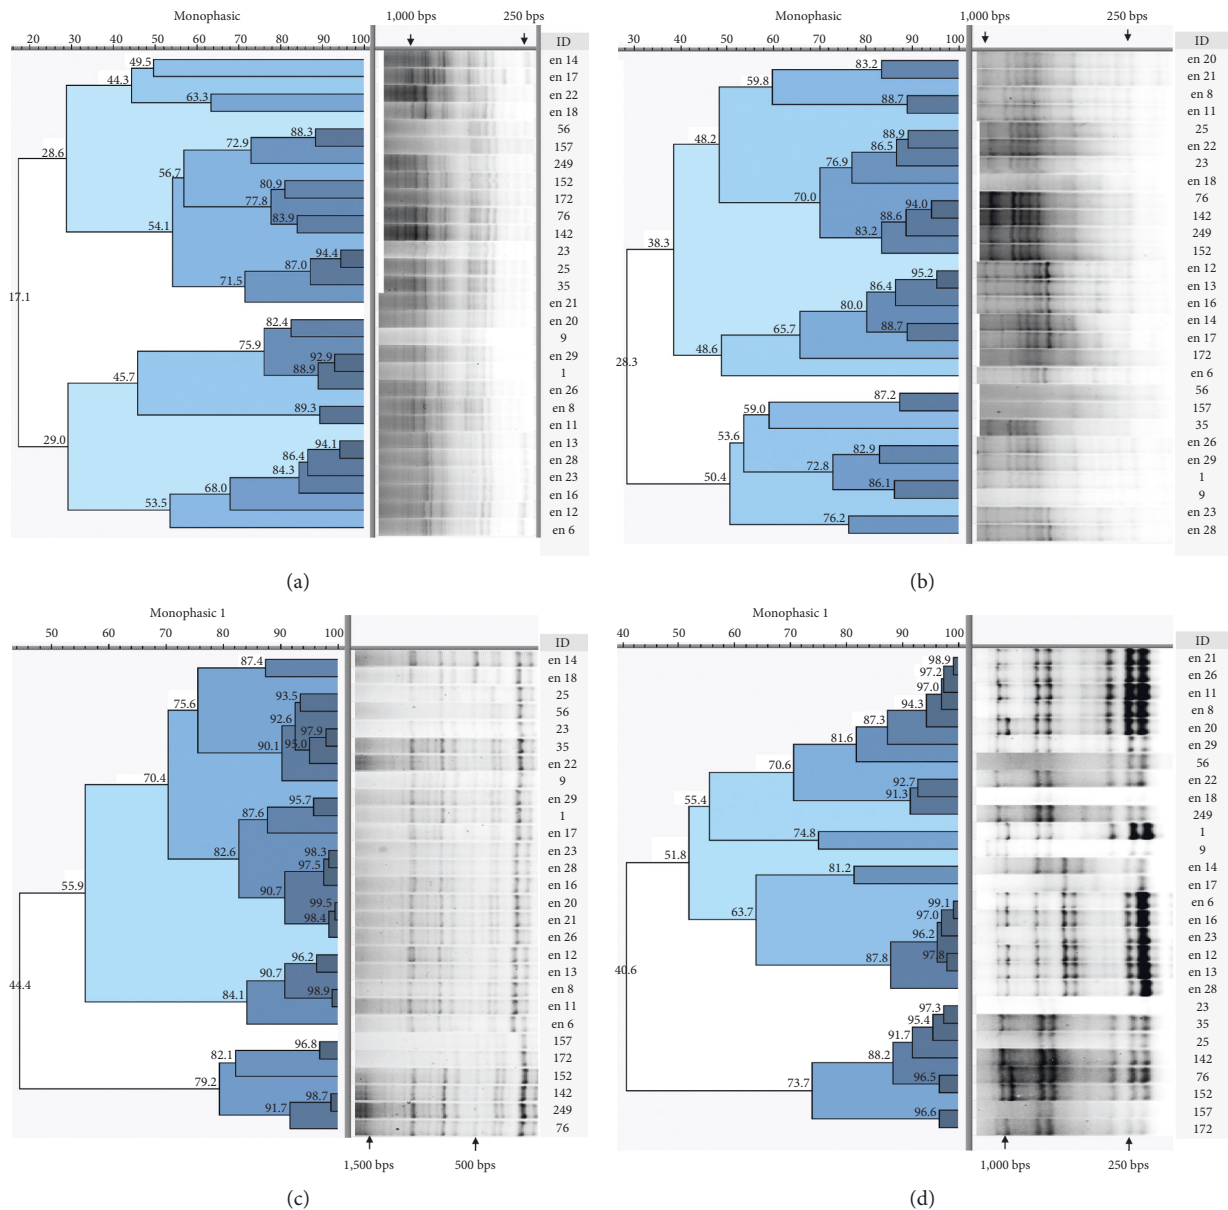 Monophasic
1,000 bps 250 bps
20 30 40 50 60 70 80 90 100
ID
49.5
44.3
63.3
28.6
88.3
72.9
56.7
80.9
77.8
83.9
54.1
94.4
87.0
71.5
17.1
82.4
75.9
92.9
88.9
45.7
89.3
29.0
94.1
86.4
84.3
68.0
53.5
en 14
en 17
en 22
en 18
56
157
249
152
172
76
142
23
25
35
en 21
en 20
9
en 29
1
en 26
en 8
en 11
en 13
en 28
en 23
en 16
en 12
en 6
(a)
Monophasic
1,000 bps 250 bps
30 40 50 60 70 80 90 100
ID
83.2
59.8
88.7
48.2
88.9
86.5
76.9
70.0
94.0
88.6
83.2
38.3
95.2
86.4
80.0
88.7
65.7
48.6
28.3
87.2
59.0
53.6
82.9
72.8
86.1
50.4
76.2
en 20
en 21
en 8
en 11
25
en 22
23
en 18
76
142
249
152
en 12
en 13
en 16
en 14
en 17
172
en 6
56
157
35
en 26
en 29
1
9
en 23
en 28
(b)
Monophasic 1
50 60 70 80 90 100
ID
87.4
75.6
93.5
92.6
97.9
95.0
90.1
70.4
95.7
87.6
82.6
98.3
97.5
90.7
99.5
98.4
55.9
96.2
90.7
98.9
84.1
44.4
96.8
82.1
79.2
98.7
91.7
en 14
en 18
25
56
23
35
en 22
9
en 29
1
en 17
en 23
en 28
en 16
en 20
en 21
en 26
en 12
en 13
en 8
en 11
en 6
157
172
152
142
249
76
1,500 bps 500 bps
(c)
Monophasic 1
40 50 60 70 80 90 100
ID
98.9
97.2
97.0
94.3
87.3
81.6
70.6
92.7
91.3
55.4
74.8
51.8
81.2
63.7
99.1
97.0
96.2
97.8
87.8
40.6
97.3
95.4
91.7
88.2
96.5
73.7
96.6
en 21
en 26
en 11
en 8
en 20
en 29
56
en 22
en 18
249
1
9
en 14
en 17
en 6
en 16
en 23
en 12
en 13
en 28
23
35
25
142
76
152
157
172
1,000 bps 250 bps
(d)